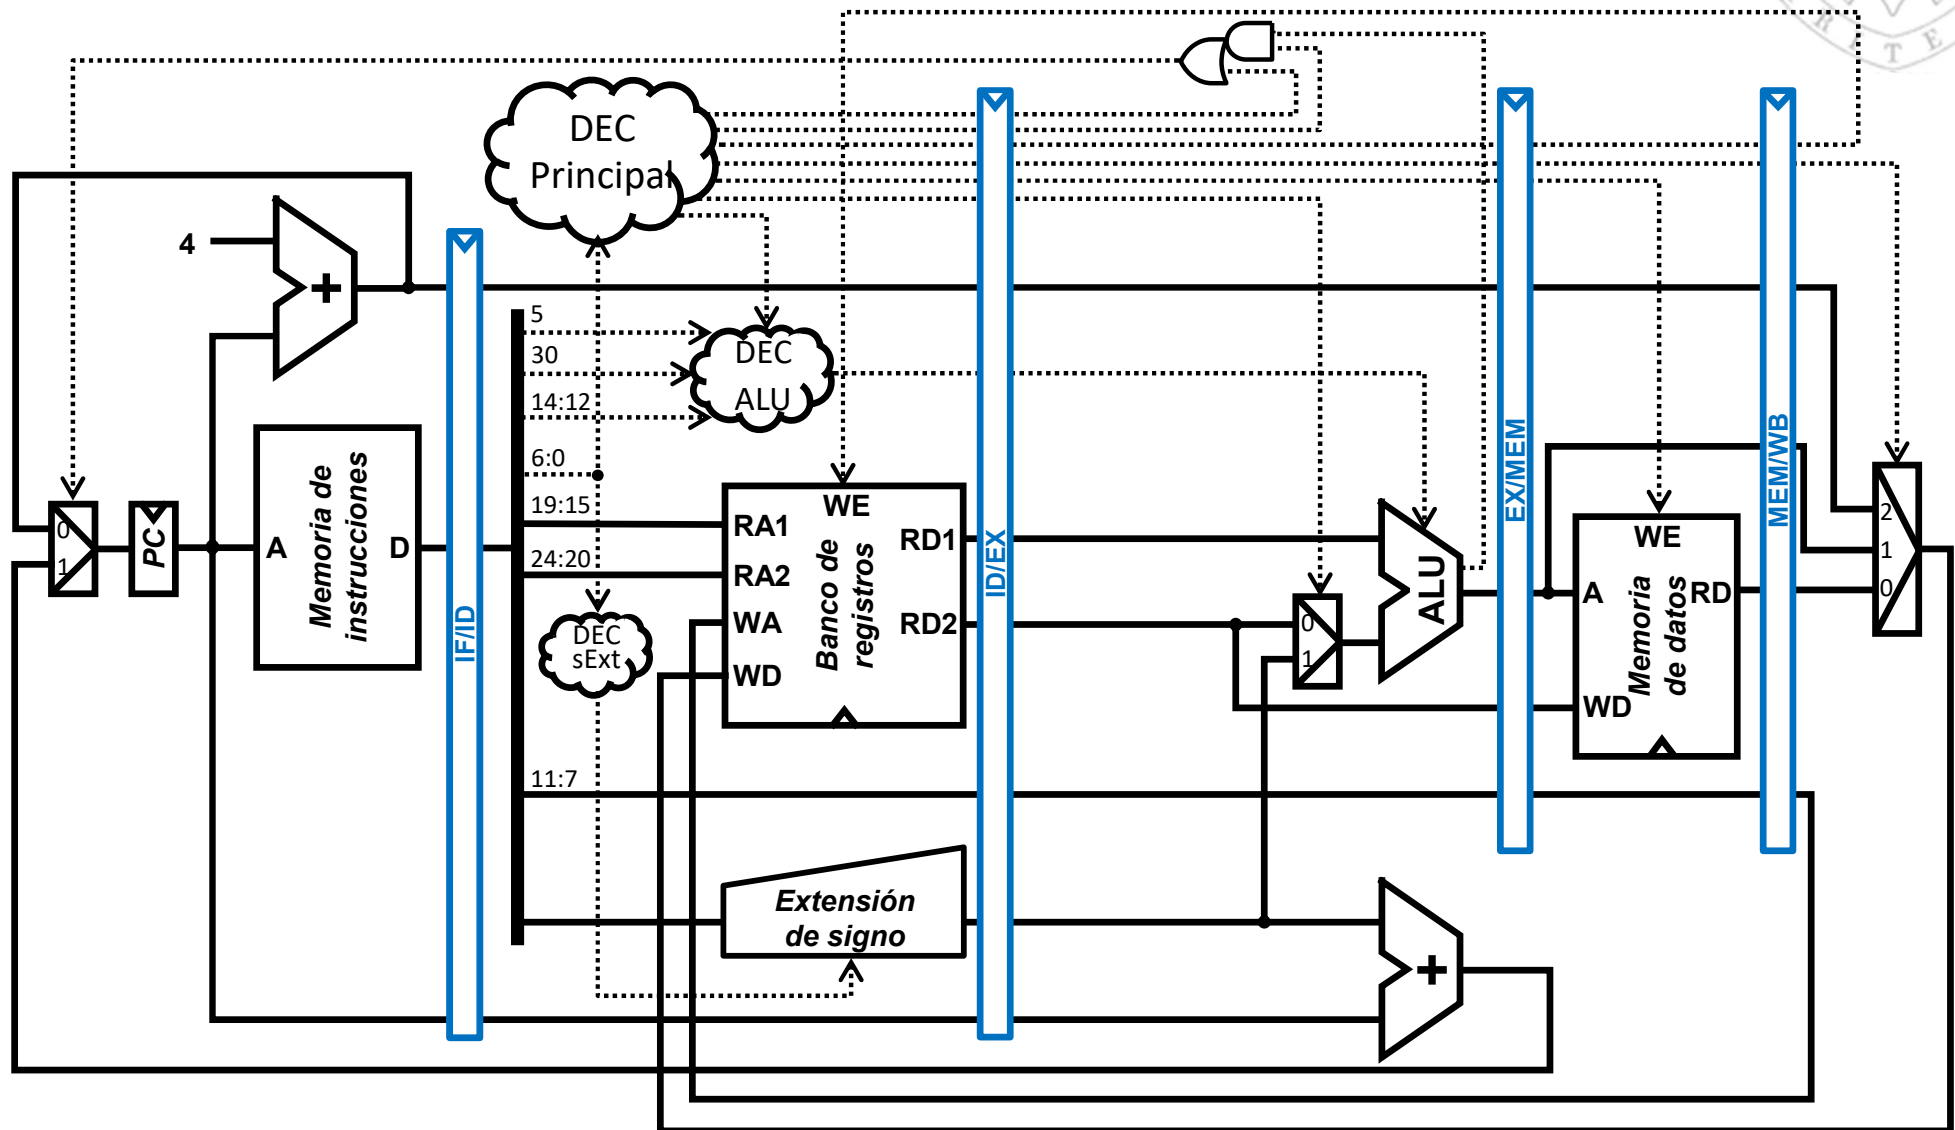 R I T E
DEC
Principal
4
+
5
30
14:12
6:0
19:15
24:20
11:7
DEC
ALU
DEC
sExt
0
1
PC
A
D
Memoria de
instrucciones
IF/ID
WE
RA1
RA2
WA
WD
RD1
RD2
Banco de
registros
ID/EX
0
1
ALU
EX/MEM
WE
A
RD
WD
Memoria
de datos
MEM/WB
2
1
0
Extensión
de signo
+